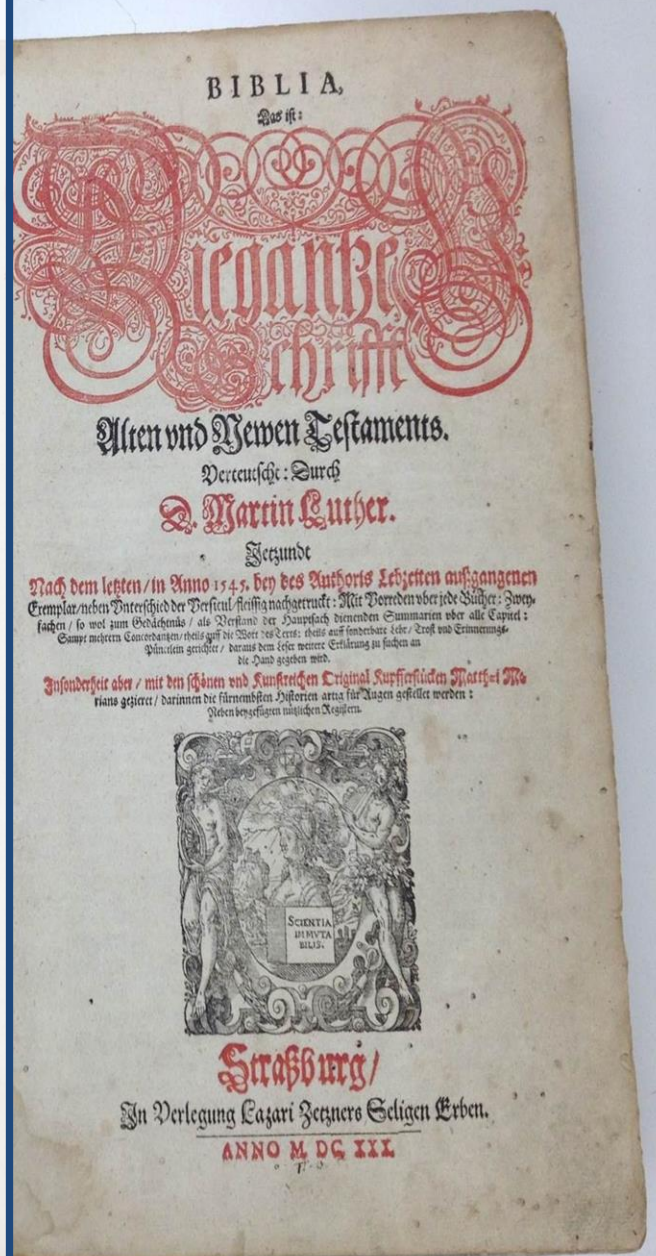 BIBLIA,
Das ist:
Die gantze H.
Schrifft
Alten vnd Newen Testaments.
Verteutscht: Durch
D. Martin Luther.
Jetzundt
Nach dem letzten / in Anno 1545. bey des Authoris Lebzeiten außgangenen
Exemplar / neben Vnterschied der Versicul / fleissig nachgetruckt: Mit Vorreden vber jede Bücher: Zwey-
fachen / so wol zum Gedächtnüs / als Verstand der Hauptsach dienenden Summarien vber alle Capitel:
Sampt mehrern Concordantzen / theils auff die Wort des Texts: theils auff sonderbare Lehr / Trost vnd Erinnerungs-
Pünctlein gerichtet / daraus dem Leser weitere Erklärung zu suchen an
die Hand gegeben wird.
Insonderheit aber / mit den schönen vnd Kunstreichen Original Kupfferstücken Matthei Me-
rians gezieret / darinnen die fürnembsten Historien artig für Augen gestellet werden:
Neben beygefügten nützlichen Registern.
SCIENTIA
IMMVTA
BILIS.
Straßburg /
In Verlegung Lazari Zetzners Seligen Erben.
ANNO M DC XXX.